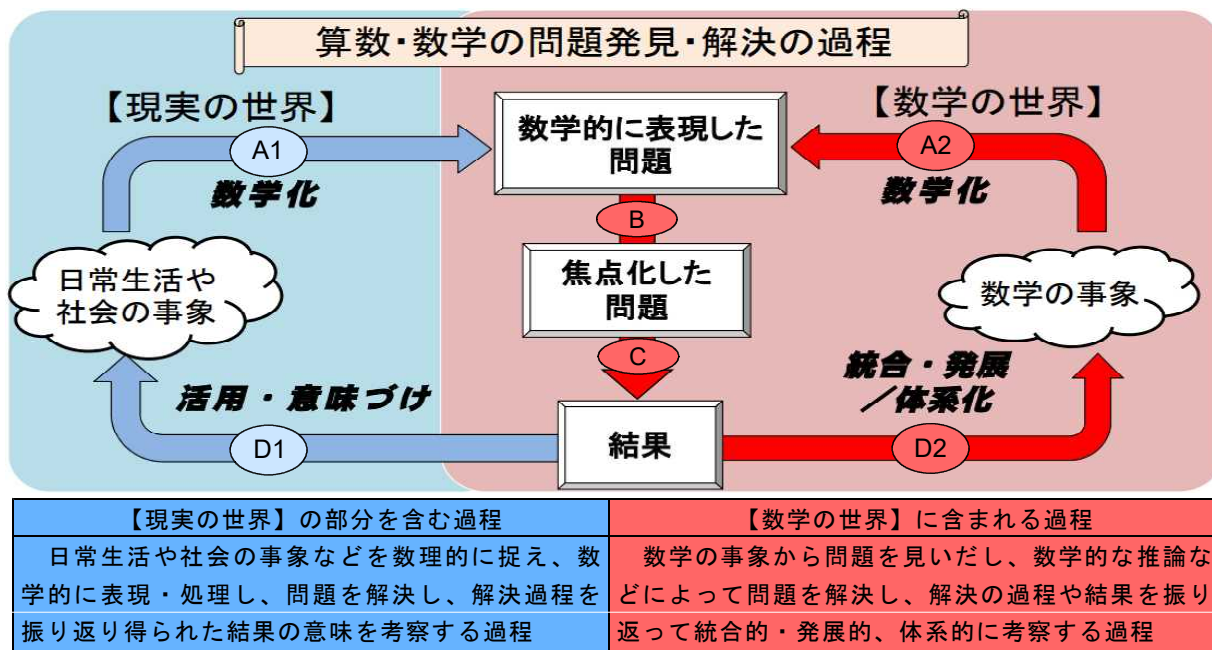 算数・数学の問題発見・解決の過程
【現実の世界】
【数学の世界】
A1
数学化
数学的に表現した
問題
A2
数学化
B
日常生活や
社会の事象
焦点化した
問題
数学の事象
C
活用・意味づけ
統合・発展
／体系化
D1
結果
D2
【現実の世界】の部分を含む過程
日常生活や社会の事象などを数理的に捉え、数
学的に表現・処理し、問題を解決し、解決過程を
振り返り得られた結果の意味を考察する過程
【数学の世界】に含まれる過程
数学の事象から問題を見いだし、数学的な推論な
どによって問題を解決し、解決の過程や結果を振り
返って統合的・発展的、体系的に考察する過程